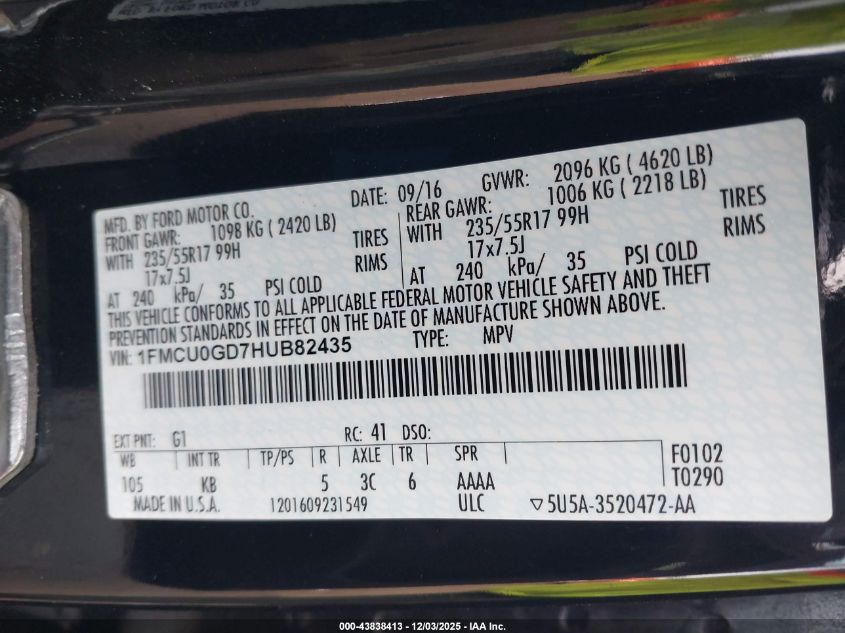 MFD. BY FORD MOTOR CO. DATE: 09/16 GVWR: 2096 KG ( 4620 LB)
FRONT GAWR: 1098 KG ( 2420 LB) REAR GAWR: 1006 KG ( 2218 LB)
WITH 235/55R17 99H TIRES WITH 235/55R17 99H TIRES
17x7.5J RIMS 17x7.5J RIMS
AT 240 kPa/ 35 PSI COLD AT 240 kPa/ 35 PSI COLD
THIS VEHICLE CONFORMS TO ALL APPLICABLE FEDERAL MOTOR VEHICLE SAFETY AND THEFT
PREVENTION STANDARDS IN EFFECT ON THE DATE OF MANUFACTURE SHOWN ABOVE.
VIN: 1FMCU0GD7HUB82435 TYPE: MPV
EXT PNT: G1 RC: 41 DSO:
WB INT TR TP/PS R AXLE TR SPR F0102
105 KB 5 3C 6 AAAA T0290
MADE IN U.S.A. 1201609231549 ULC ▽5U5A-3520472-AA
000-43838413 - 12/03/2025 - IAA Inc.